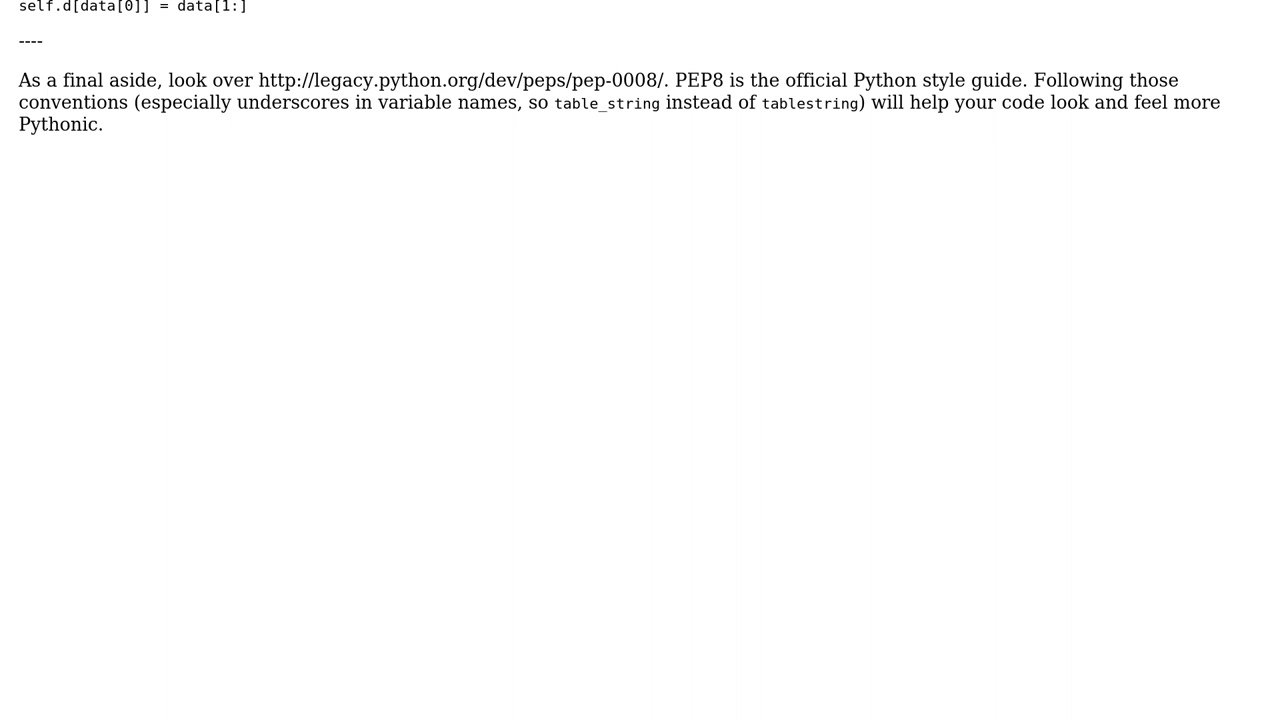 self.d[data[0]] = data[1:]
----
As a final aside, look over http://legacy.python.org/dev/peps/pep-0008/. PEP8 is the official Python style guide. Following those
conventions (especially underscores in variable names, so table_string instead of tablestring) will help your code look and feel more
Pythonic.